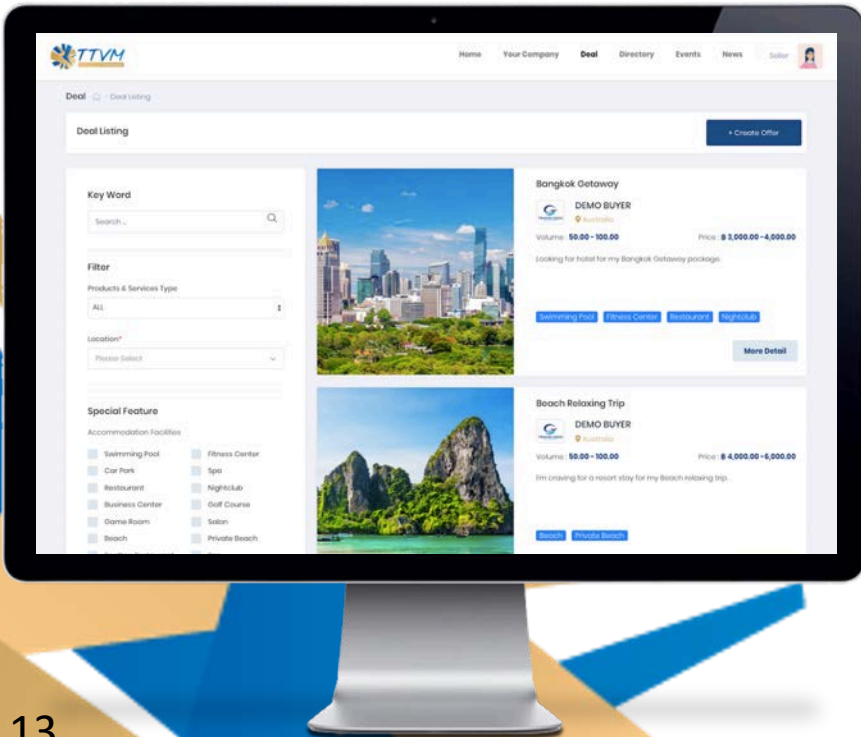 TTVM
Home Your Company Deal Directory Events News Seller
Deal - Deal Listing
Deal Listing
+ Create Offer
Key Word
Search ...
Filter
Products & Services Type
ALL
Location*
Please Select
Special Feature
Accommodation Facilities
Swimming Pool Fitness Center
Car Park Spa
Restaurant Nightclub
Business Center Golf Course
Game Room Salon
Beach Private Beach
Bangkok Getaway
DEMO BUYER
Australia
Volume : 50.00 - 100.00 Price : ฿ 3,000.00 -4,000.00
Looking for hotel for my Bangkok Getaway package.
Swimming Pool Fitness Center Restaurant Nightclub
More Detail
Beach Relaxing Trip
DEMO BUYER
Australia
Volume : 50.00 - 100.00 Price : ฿ 4,000.00 -6,000.00
I'm craving for a resort stay for my Beach relaxing trip.
Beach Private Beach
13